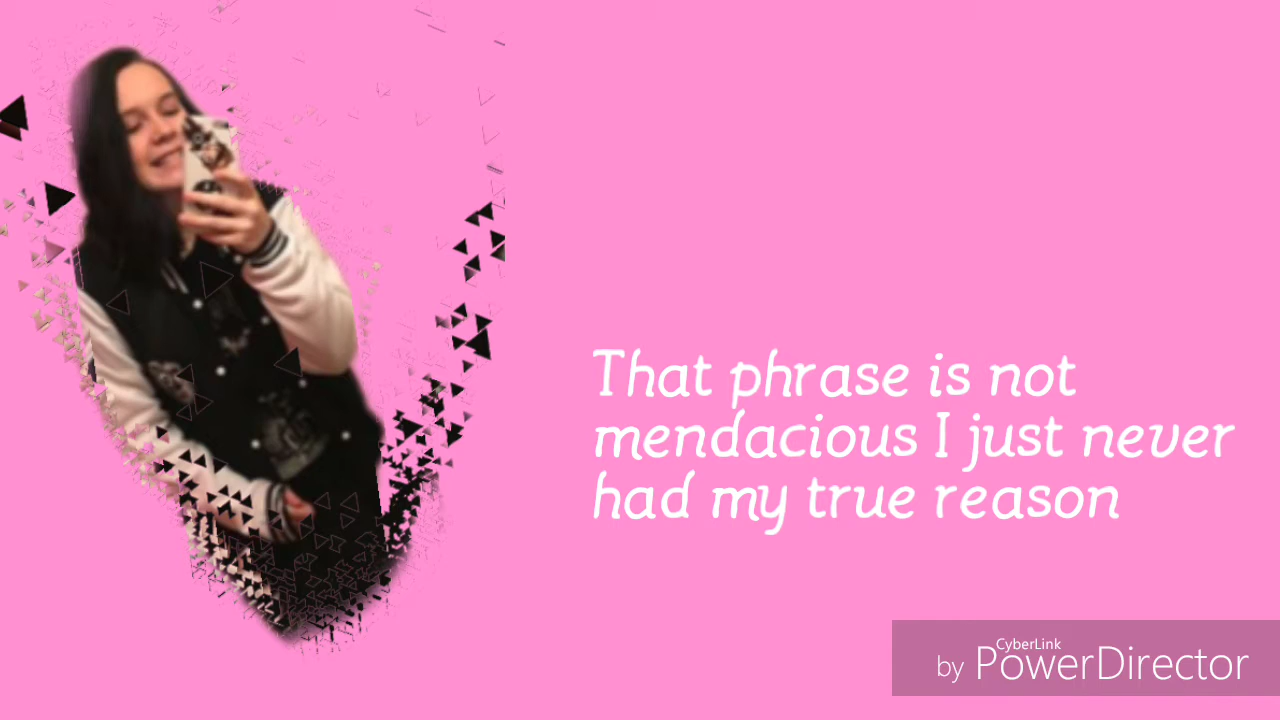 That phrase is not
mendacious I just never
had my true reason
by CyberLink PowerDirector